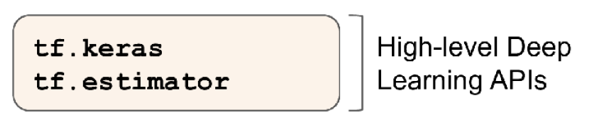 tf.keras
tf.estimator
High-level Deep
Learning APIs